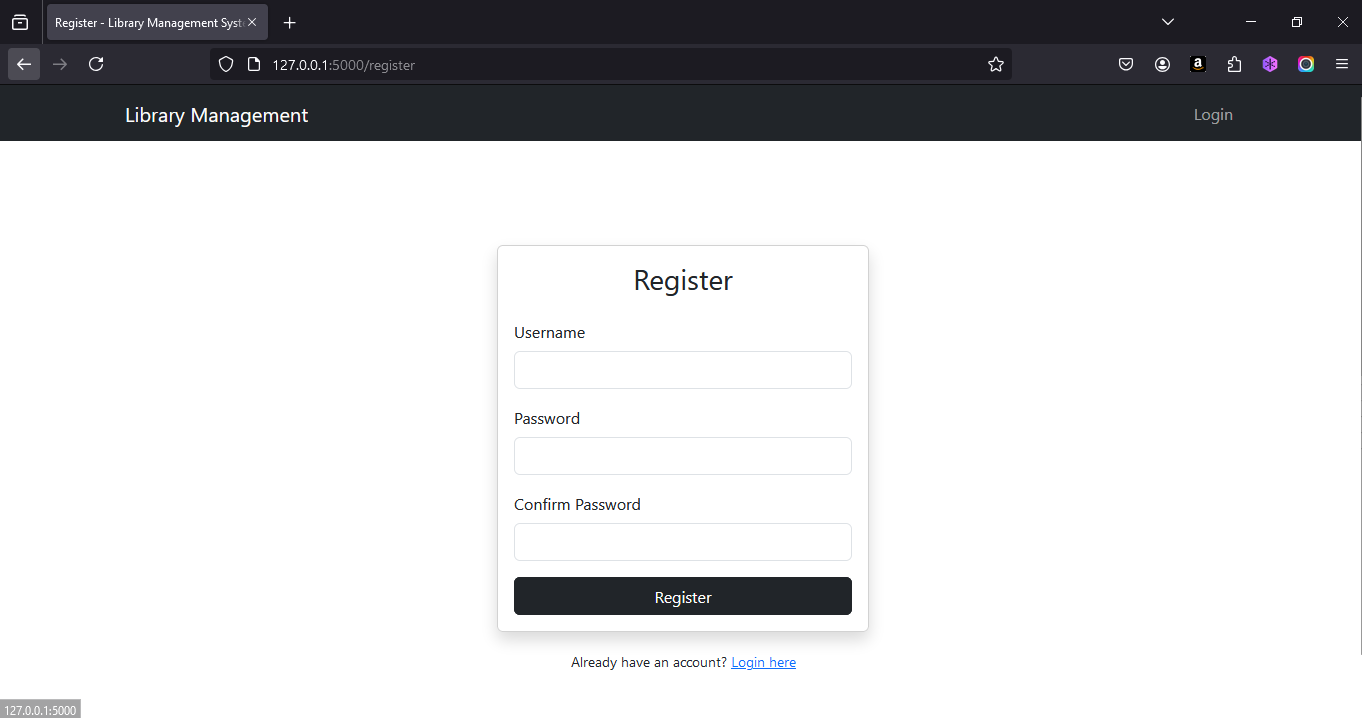 Register - Library Management Syst
127.0.0.1:5000/register
Library Management
Login
Register
Username
Password
Confirm Password
Register
Already have an account? Login here
127.0.0.1:5000